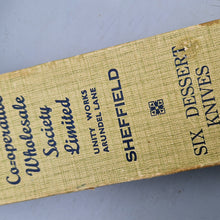 Co-operative
Wholesale
Society
Limited
UNITY WORKS
ARUNDEL LANE
SHEFFIELD
SIX DESSERT
KNIVES